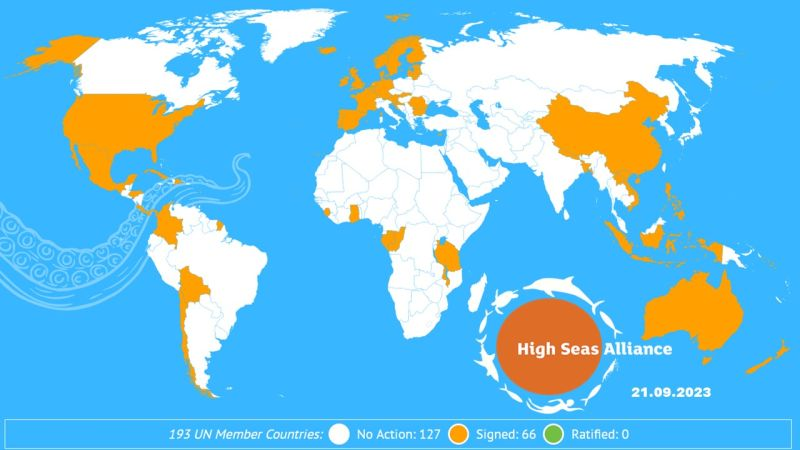 High Seas Alliance
21.09.2023
193 UN Member Countries: No Action: 127 Signed: 66 Ratified: 0